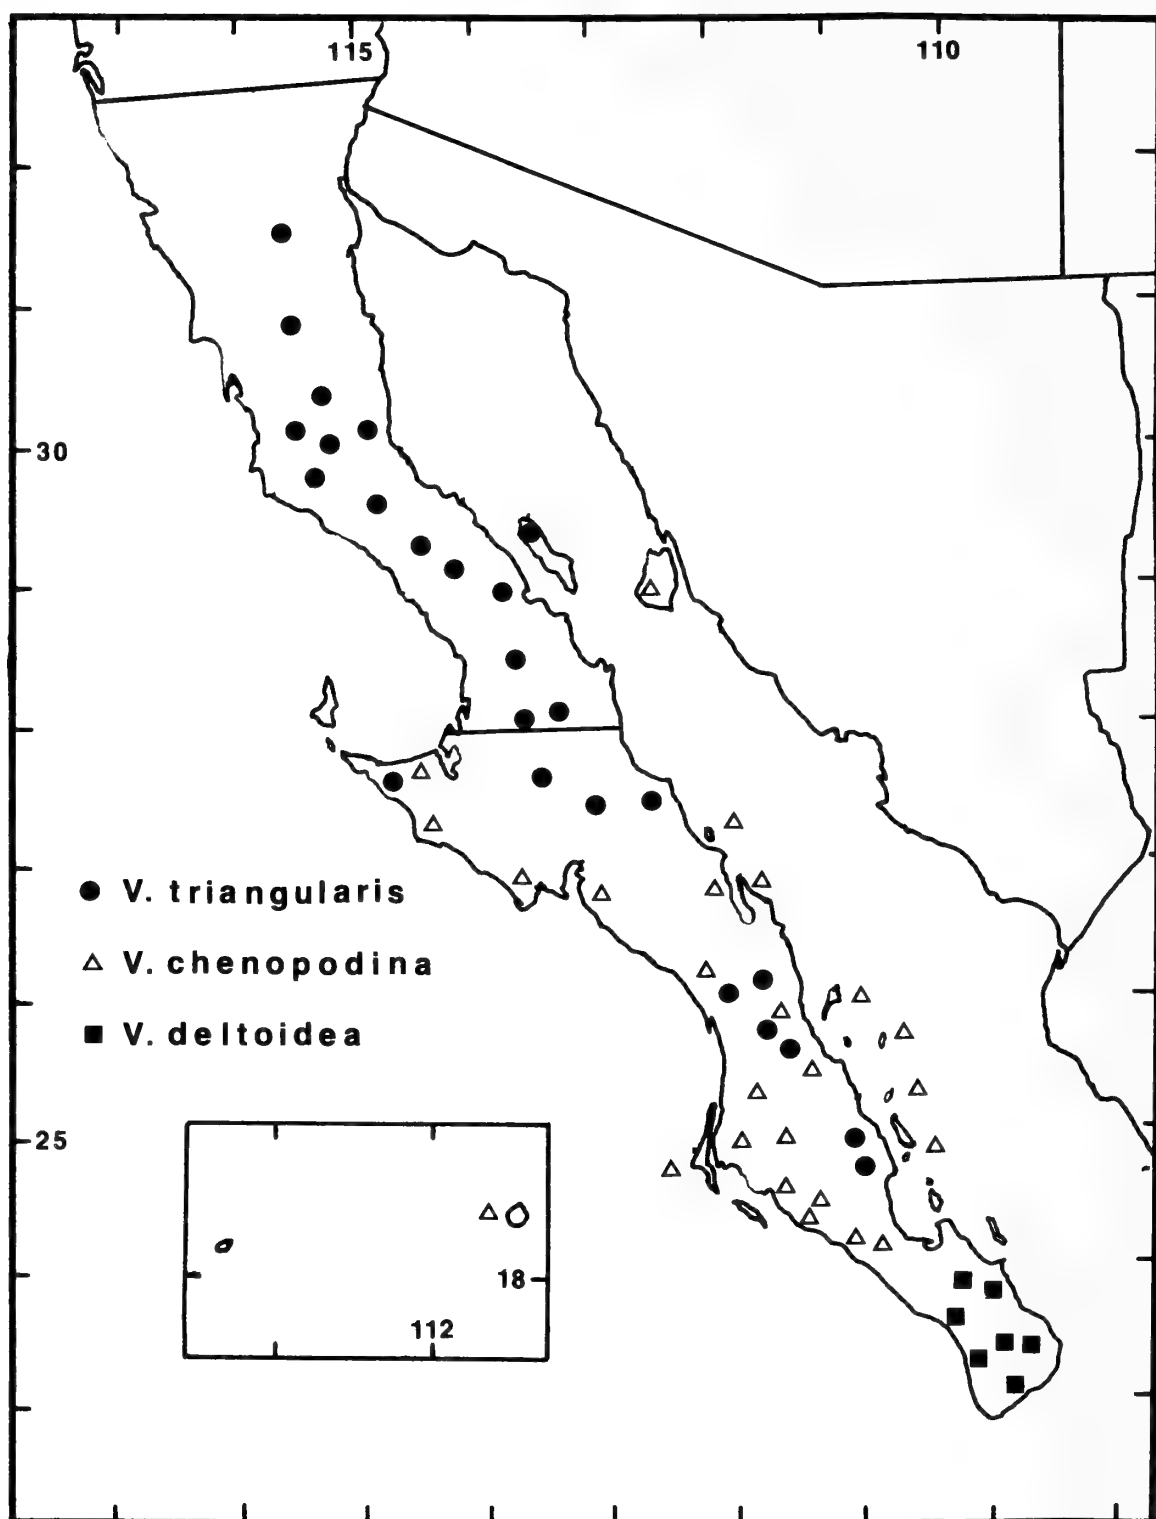 115 110
30
V. triangularis
V. chenopodina
V. deltoidea
25
18
112